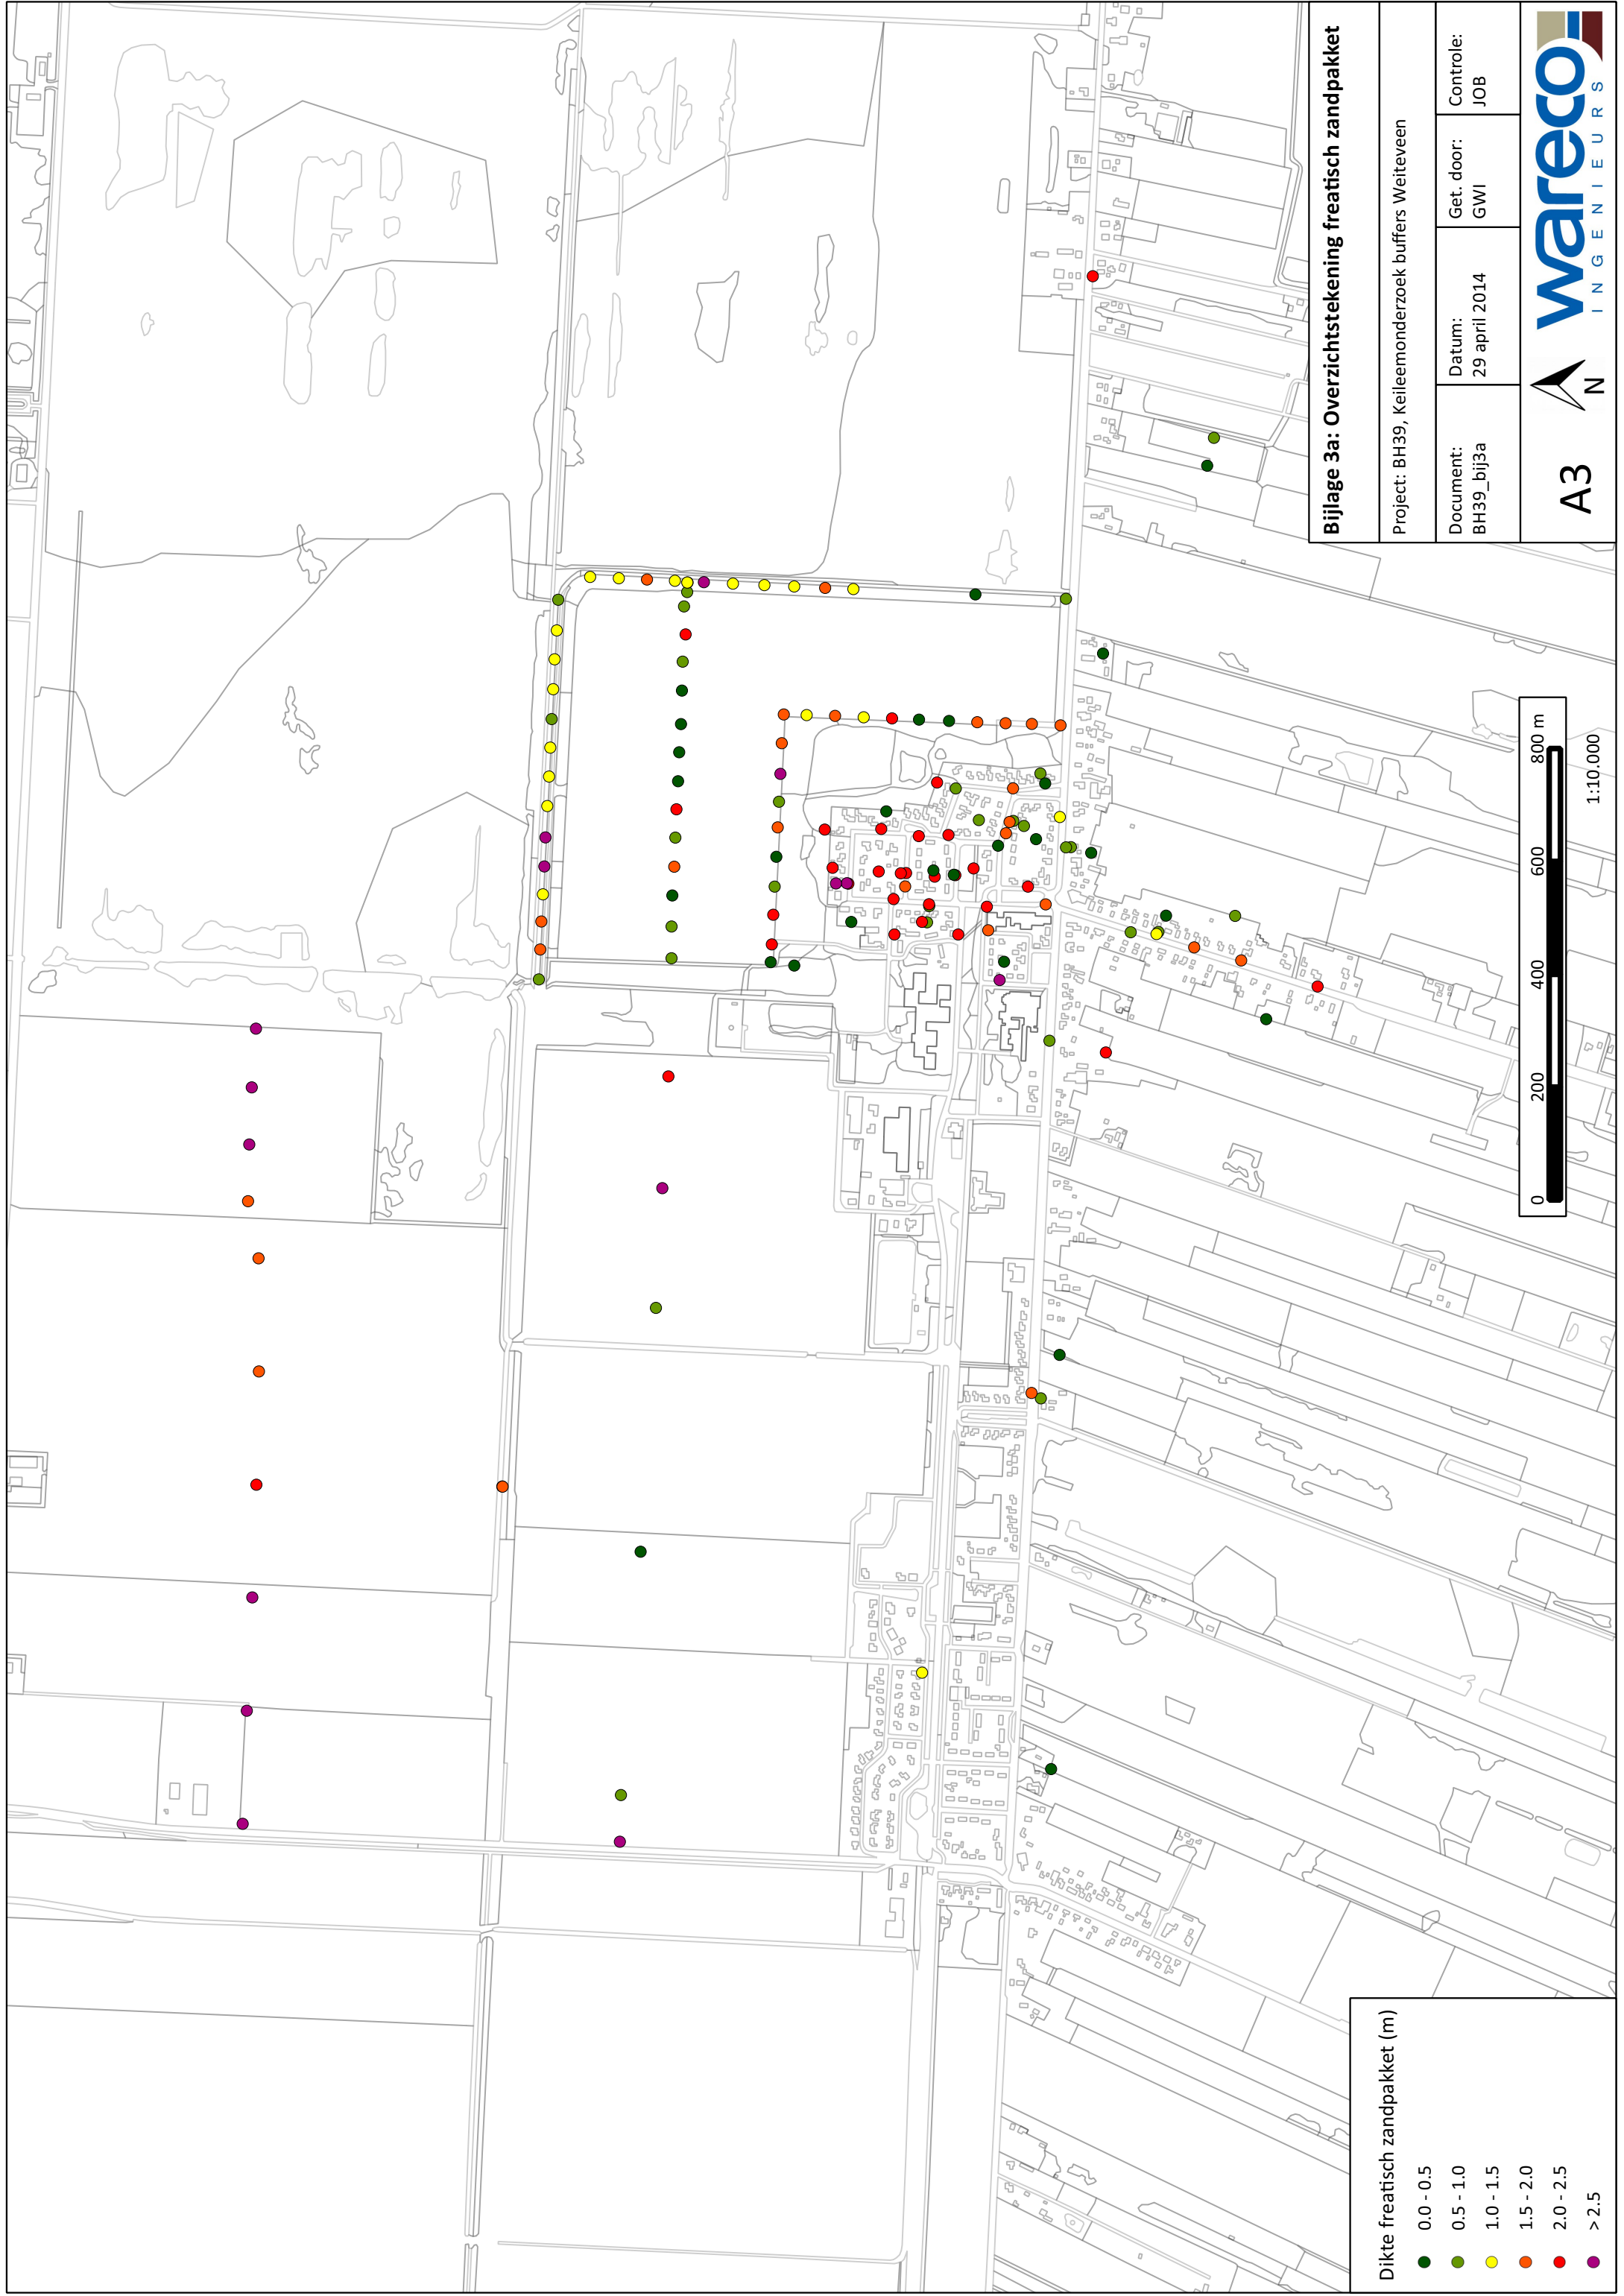 Bijlage 3a: Overzichtstekening freatisch zandpakket
Project: BH39, Keileemonderzoek buffers Weiteveen
Document:
BH39_bij3a
Datum:
29 april 2014
Get. door:
GWI
Controle:
JOB
A3
N
wareco
INGENIEURS
0 200 400 600 800 m
1:10.000
Dikte freatisch zandpakket (m)
0.0 - 0.5
0.5 - 1.0
1.0 - 1.5
1.5 - 2.0
2.0 - 2.5
> 2.5